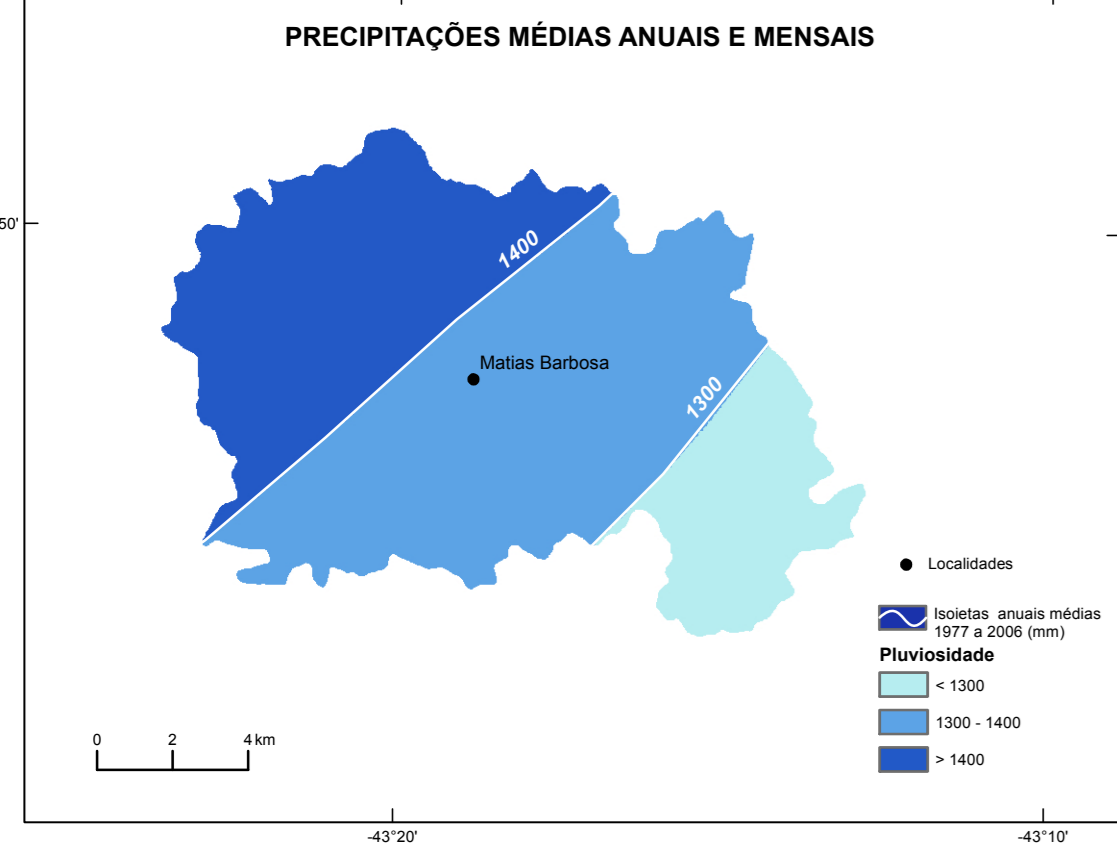 PRECIPITAÇÕES MÉDIAS ANUAIS E MENSAIS
50'
1400
Matias Barbosa
1300
Localidades
Isoietas anuais médias
1977 a 2006 (mm)
Pluviosidade
< 1300
1300 - 1400
> 1400
0 2 4 km
-43°20' -43°10'